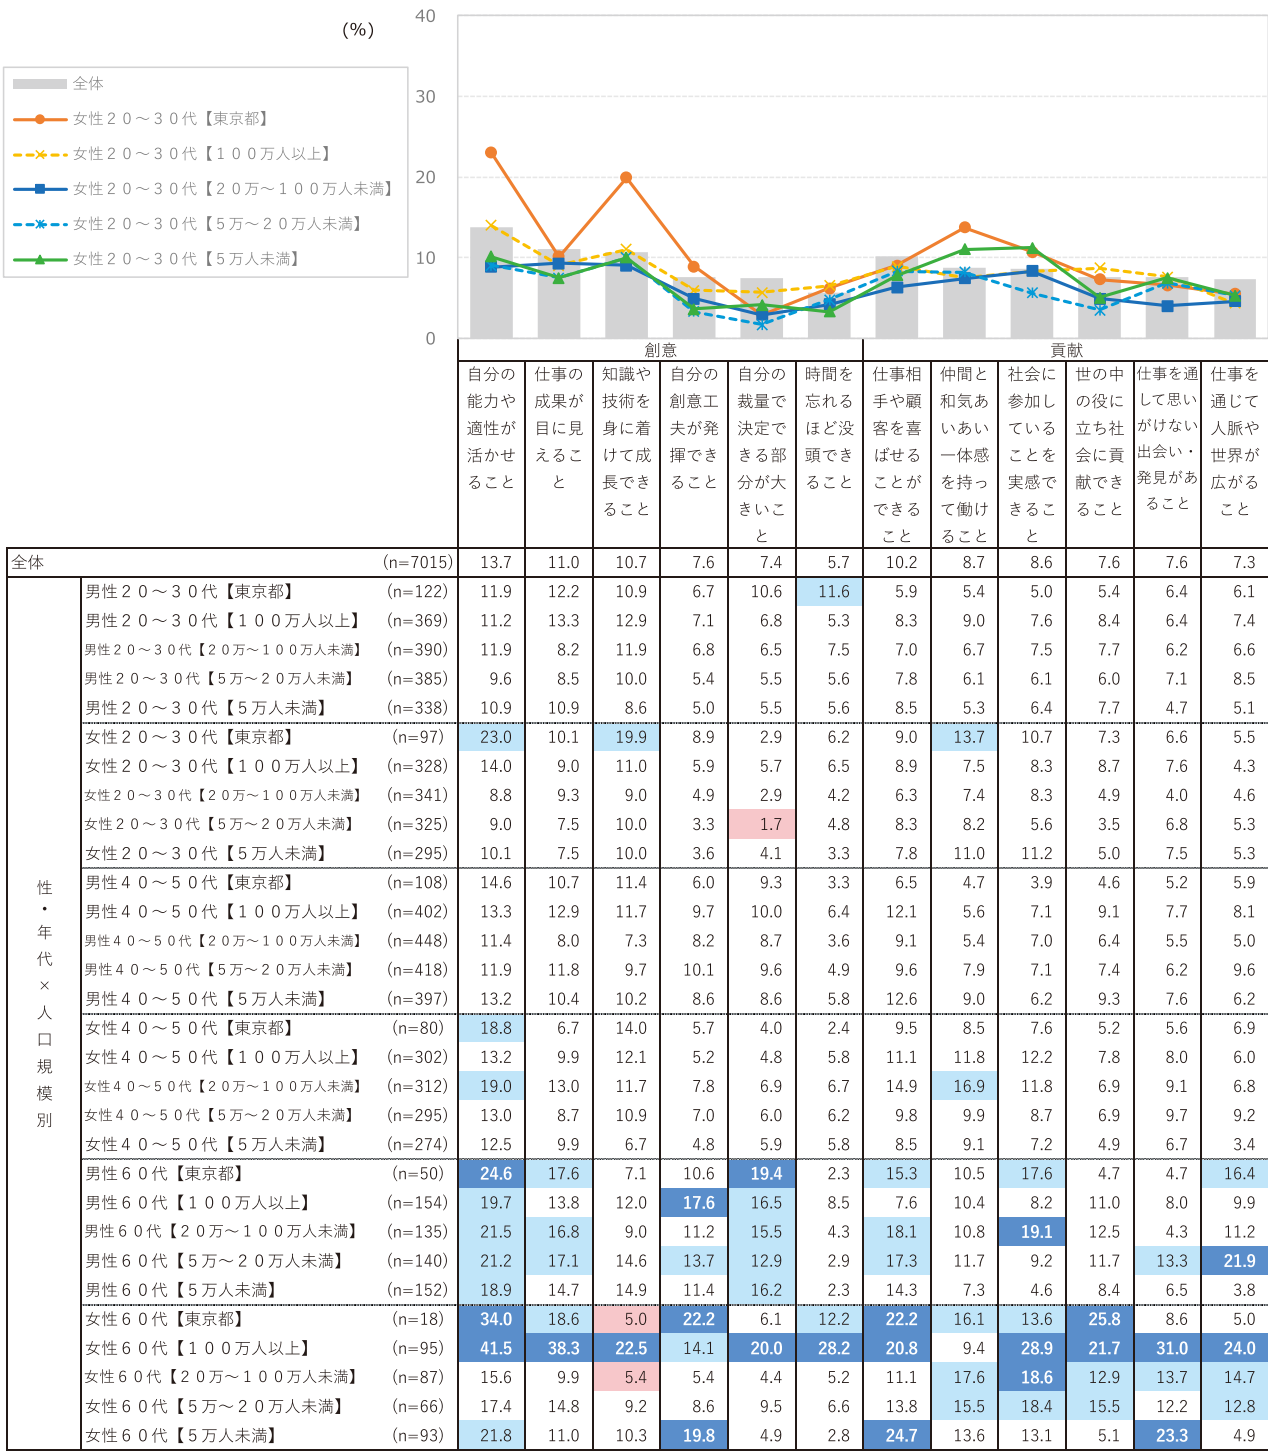 (%)
40
30
20
10
0
全体
女性２０～３０代【東京都】
女性２０～３０代【１００万人以上】
女性２０～３０代【２０万～１００万人未満】
女性２０～３０代【５万～２０万人未満】
女性２０～３０代【５万人未満】
創意 貢献
自分の能力や適性が活かせること
仕事の成果が目に見えること
知識や技術を身に着けて成長できること
自分の創意工夫が発揮できること
自分の裁量で決定できる部分が大きいこと
時間を忘れるほど没頭できること
仕事相手や顧客を喜ばせることができること
仲間と和気あいあい一体感を持って働けること
社会に参加していることを実感できること
世の中の役に立ち社会に貢献できること
仕事を通して思いがけない出会い・発見があること
仕事を通じて人脈や世界が広がること
全体 (n=7015) 13.7 11.0 10.7 7.6 7.4 5.7 10.2 8.7 8.6 7.6 7.6 7.3
性・年代×人口規模別
男性２０～３０代【東京都】 (n=122) 11.9 12.2 10.9 6.7 10.6 11.6 5.9 5.4 5.0 5.4 6.4 6.1
男性２０～３０代【１００万人以上】 (n=369) 11.2 13.3 12.9 7.1 6.8 5.3 8.3 9.0 7.6 8.4 6.4 7.4
男性２０～３０代【２０万～１００万人未満】 (n=390) 11.9 8.2 11.9 6.8 6.5 7.5 7.0 6.7 7.5 7.7 6.2 6.6
男性２０～３０代【５万～２０万人未満】 (n=385) 9.6 8.5 10.0 5.4 5.5 5.6 7.8 6.1 6.1 6.0 7.1 8.5
男性２０～３０代【５万人未満】 (n=338) 10.9 10.9 8.6 5.0 5.5 5.6 8.5 5.3 6.4 7.7 4.7 5.1
女性２０～３０代【東京都】 (n=97) 23.0 10.1 19.9 8.9 2.9 6.2 9.0 13.7 10.7 7.3 6.6 5.5
女性２０～３０代【１００万人以上】 (n=328) 14.0 9.0 11.0 5.9 5.7 6.5 8.9 7.5 8.3 8.7 7.6 4.3
女性２０～３０代【２０万～１００万人未満】 (n=341) 8.8 9.3 9.0 4.9 2.9 4.2 6.3 7.4 8.3 4.9 4.0 4.6
女性２０～３０代【５万～２０万人未満】 (n=325) 9.0 7.5 10.0 3.3 1.7 4.8 8.3 8.2 5.6 3.5 6.8 5.3
女性２０～３０代【５万人未満】 (n=295) 10.1 7.5 10.0 3.6 4.1 3.3 7.8 11.0 11.2 5.0 7.5 5.3
男性４０～５０代【東京都】 (n=108) 14.6 10.7 11.4 6.0 9.3 3.3 6.5 4.7 3.9 4.6 5.2 5.9
男性４０～５０代【１００万人以上】 (n=402) 13.3 12.9 11.7 9.7 10.0 6.4 12.1 5.6 7.1 9.1 7.7 8.1
男性４０～５０代【２０万～１００万人未満】 (n=448) 11.4 8.0 7.3 8.2 8.7 3.6 9.1 5.4 7.0 6.4 5.5 5.0
男性４０～５０代【５万～２０万人未満】 (n=418) 11.9 11.8 9.7 10.1 9.6 4.9 9.6 7.9 7.1 7.4 6.2 9.6
男性４０～５０代【５万人未満】 (n=397) 13.2 10.4 10.2 8.6 8.6 5.8 12.6 9.0 6.2 9.3 7.6 6.2
女性４０～５０代【東京都】 (n=80) 18.8 6.7 14.0 5.7 4.0 2.4 9.5 8.5 7.6 5.2 5.6 6.9
女性４０～５０代【１００万人以上】 (n=302) 13.2 9.9 12.1 5.2 4.8 5.8 11.1 11.8 12.2 7.8 8.0 6.0
女性４０～５０代【２０万～１００万人未満】 (n=312) 19.0 13.0 11.7 7.8 6.9 6.7 14.9 16.9 11.8 6.9 9.1 6.8
女性４０～５０代【５万～２０万人未満】 (n=295) 13.0 8.7 10.9 7.0 6.0 6.2 9.8 9.9 8.7 6.9 9.7 9.2
女性４０～５０代【５万人未満】 (n=274) 12.5 9.9 6.7 4.8 5.9 5.8 8.5 9.1 7.2 4.9 6.7 3.4
男性６０代【東京都】 (n=50) 24.6 17.6 7.1 10.6 19.4 2.3 15.3 10.5 17.6 4.7 4.7 16.4
男性６０代【１００万人以上】 (n=154) 19.7 13.8 12.0 17.6 16.5 8.5 7.6 10.4 8.2 11.0 8.0 9.9
男性６０代【２０万～１００万人未満】 (n=135) 21.5 16.8 9.0 11.2 15.5 4.3 18.1 10.8 19.1 12.5 4.3 11.2
男性６０代【５万～２０万人未満】 (n=140) 21.2 17.1 14.6 13.7 12.9 2.9 17.3 11.7 9.2 11.7 13.3 21.9
男性６０代【５万人未満】 (n=152) 18.9 14.7 14.9 11.4 16.2 2.3 14.3 7.3 4.6 8.4 6.5 3.8
女性６０代【東京都】 (n=18) 34.0 18.6 5.0 22.2 6.1 12.2 22.2 16.1 13.6 25.8 8.6 5.0
女性６０代【１００万人以上】 (n=95) 41.5 38.3 22.5 14.1 20.0 28.2 20.8 9.4 28.9 21.7 31.0 24.0
女性６０代【２０万～１００万人未満】 (n=87) 15.6 9.9 5.4 5.4 4.4 5.2 11.1 17.6 18.6 12.9 13.7 14.7
女性６０代【５万～２０万人未満】 (n=66) 17.4 14.8 9.2 8.6 9.5 6.6 13.8 15.5 18.4 15.5 12.2 12.8
女性６０代【５万人未満】 (n=93) 21.8 11.0 10.3 19.8 4.9 2.8 24.7 13.6 13.1 5.1 23.3 4.9